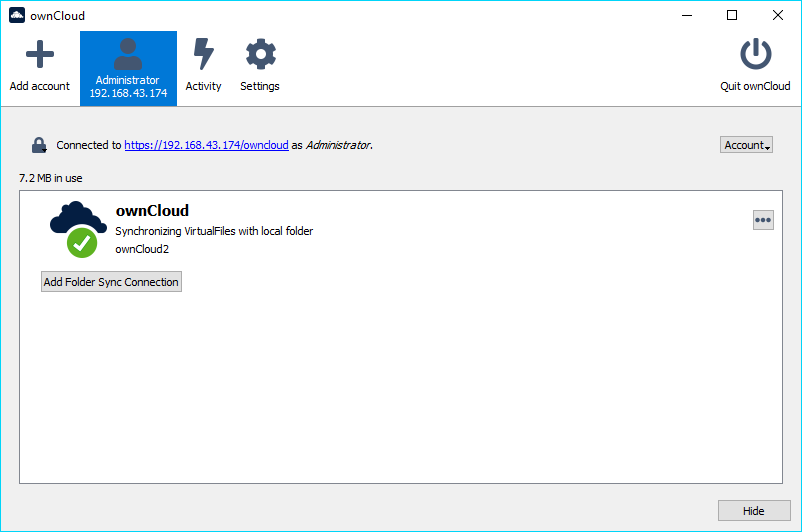 ownCloud
Add account
Administrator
192.168.43.174
Activity
Settings
Quit ownCloud
Connected to https://192.168.43.174/owncloud as Administrator.
Account
7.2 MB in use
ownCloud
Synchronizing VirtualFiles with local folder
ownCloud2
Add Folder Sync Connection
Hide